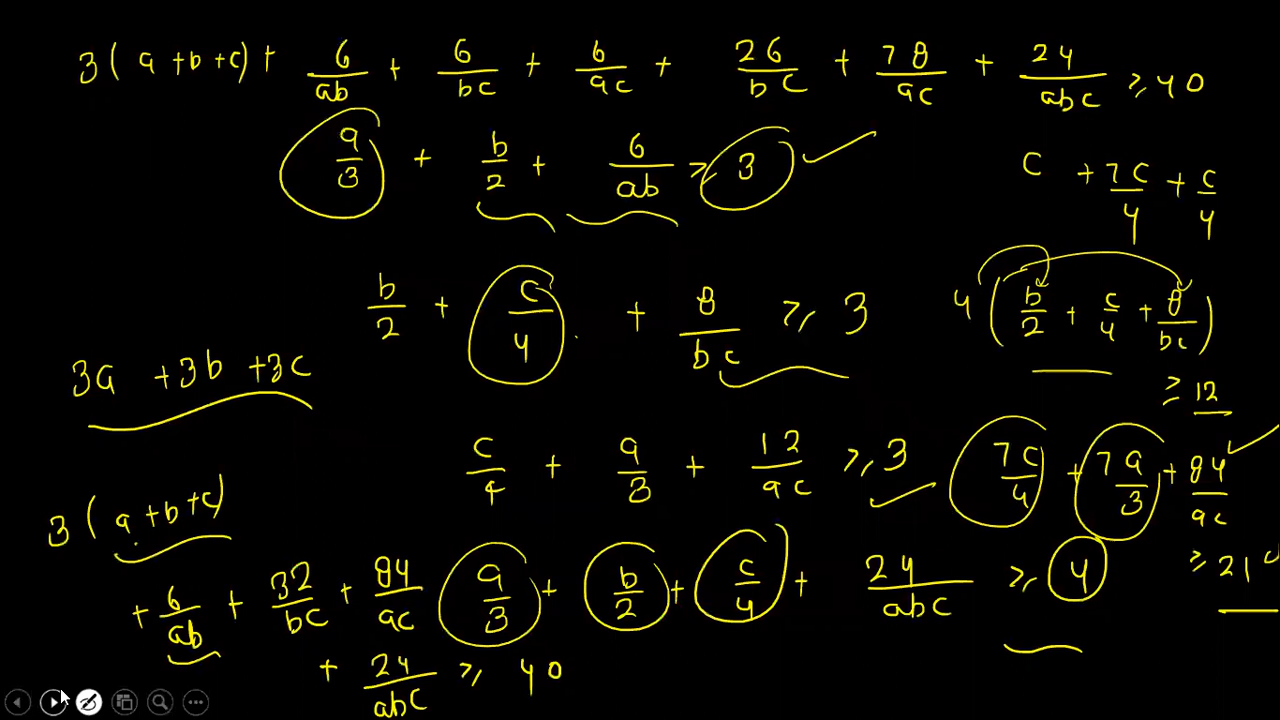 3(a+b+c)+ 6/ab + 6/bc + 6/ac + 26/bc + 78/ac + 24/abc ≥ 40
a/3 + b/2 + 6/ab ≥ 3
c + 7c/4 + c/4
b/2 + c/4 + 8/bc ≥ 3
4(b/2 + c/4 + 8/bc)
≥ 12
3a +3b +3c
c/4 + a/3 + 12/ac ≥ 3
7c/4 + 7a/3 + 84/ac
≥ 21
3(a+b+c)
+ 6/ab + 32/bc + 84/ac
a/3 + b/2 + c/4 + 24/abc ≥ 4
+ 24/abc ≥ 40